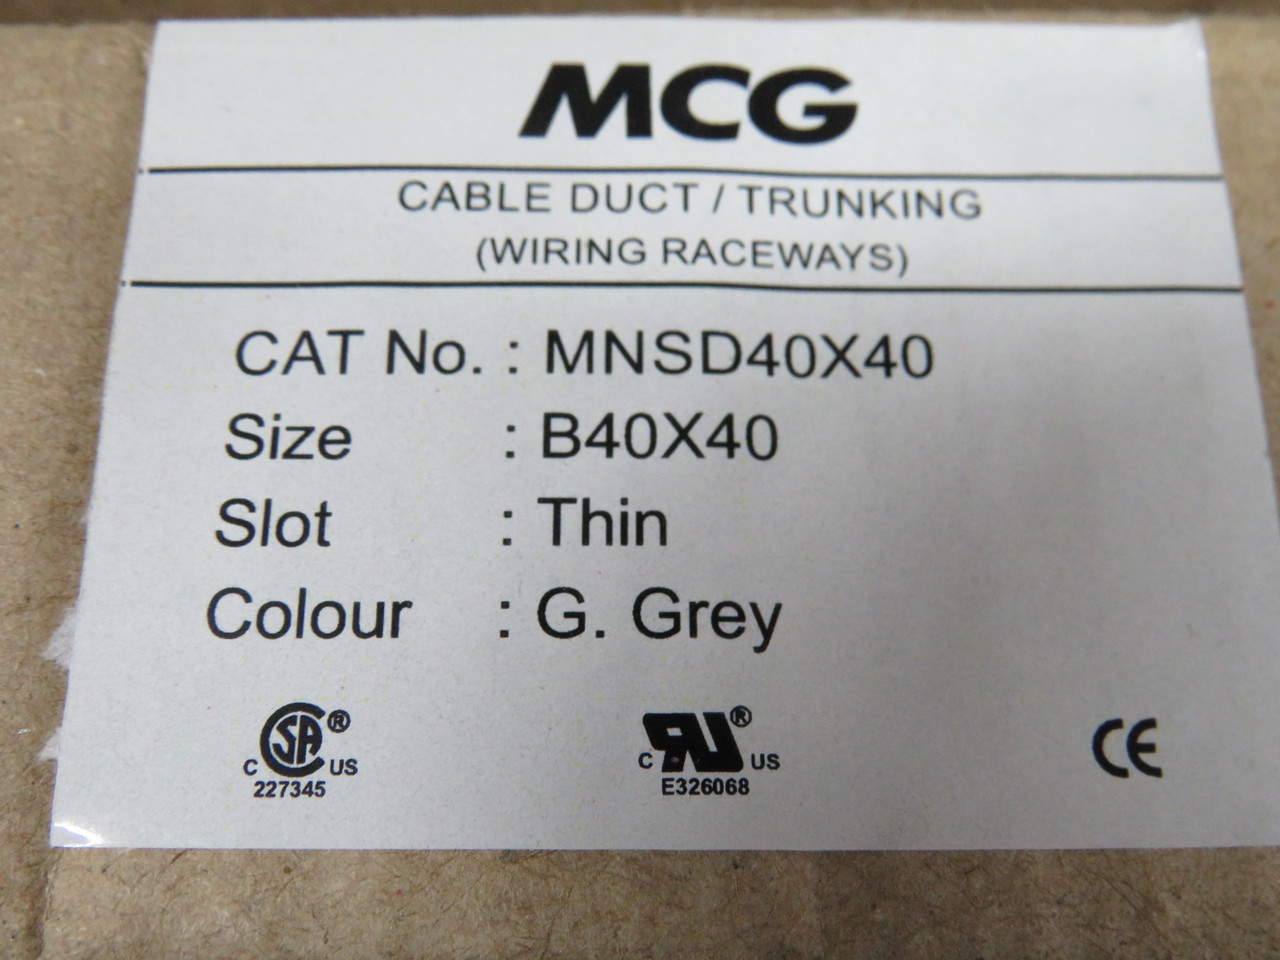 MCG
CABLE DUCT / TRUNKING
(WIRING RACEWAYS)
CAT No. : MNSD40X40
Size : B40X40
Slot : Thin
Colour : G. Grey
C SA ® US
227345
C RU ® US
E326068
CE